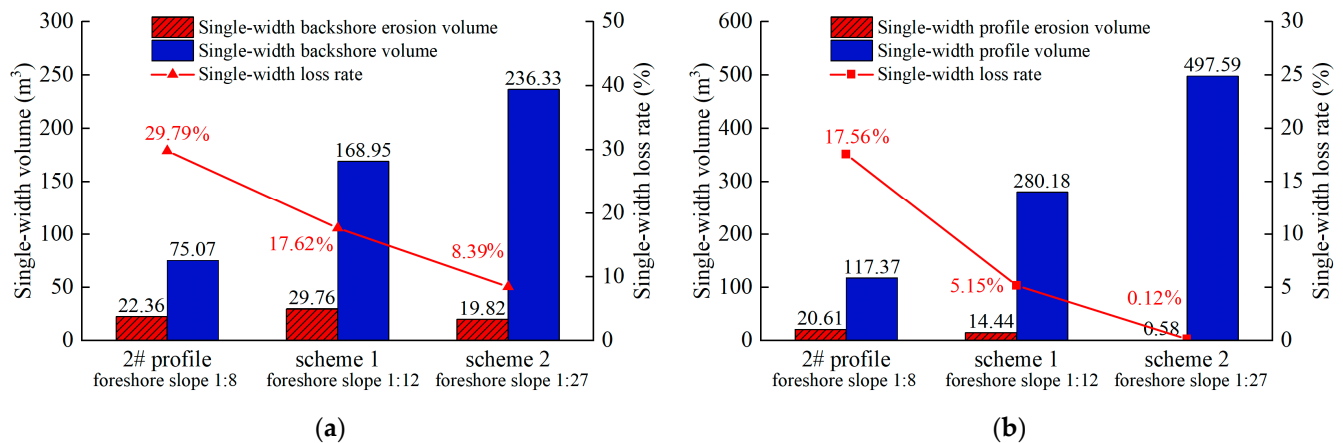 Single-width volume (m³)
300
250
200
150
100
50
0
Single-width backshore erosion volume
Single-width backshore volume
Single-width loss rate
29.79%
17.62%
8.39%
22.36
75.07
29.76
168.95
19.82
236.33
2# profile
foreshore slope 1:8
scheme 1
foreshore slope 1:12
scheme 2
foreshore slope 1:27
50
40
30
20
10
0
Single-width loss rate (%)
(a)
Single-width volume (m³)
600
500
400
300
200
100
0
Single-width profile erosion volume
Single-width profile volume
Single-width loss rate
17.56%
5.15%
0.12%
20.61
117.37
14.44
280.18
0.58
497.59
2# profile
foreshore slope 1:8
scheme 1
foreshore slope 1:12
scheme 2
foreshore slope 1:27
30
25
20
15
10
5
0
Single-width loss rate (%)
(b)